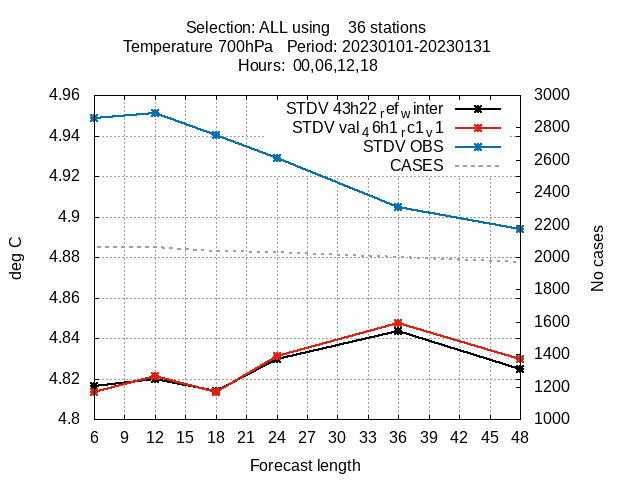 Selection: ALL using    36 stations
Temperature 700hPa   Period: 20230101-20230131
Hours:  00,06,12,18
STDV 43h22refwinter
STDV val46h1rc1v1
STDV OBS
CASES
4.96
4.94
4.92
4.9
4.88
4.86
4.84
4.82
4.8
3000
2800
2600
2400
2200
2000
1800
1600
1400
1200
1000
deg C
No cases
6 9 12 15 18 21 24 27 30 33 36 39 42 45 48
Forecast length